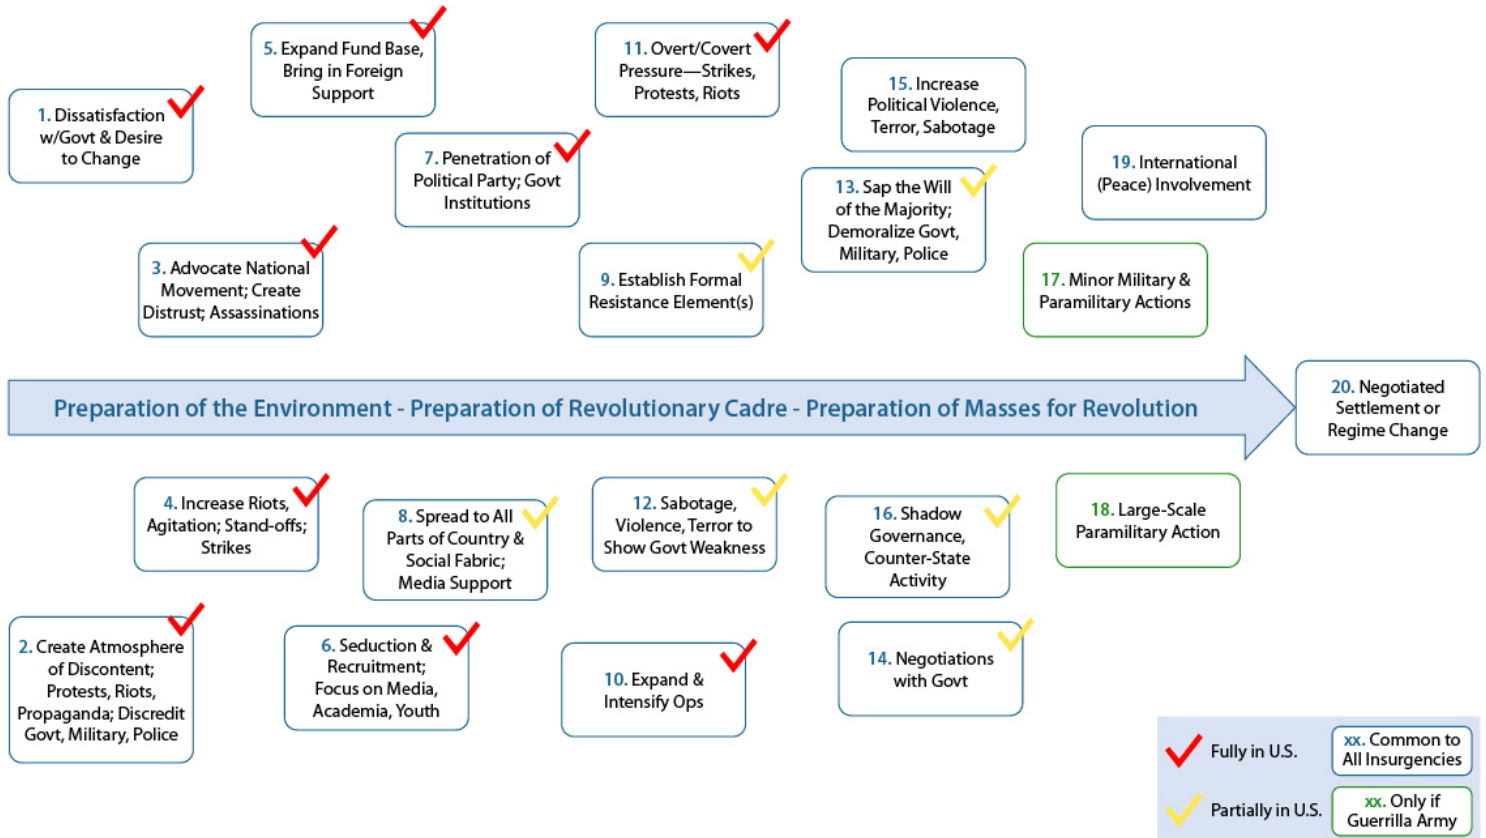 1. Dissatisfaction
w/Govt & Desire
to Change
5. Expand Fund Base,
Bring in Foreign
Support
11. Overt/Covert
Pressure—Strikes,
Protests, Riots
15. Increase
Political Violence,
Terror, Sabotage
7. Penetration of
Political Party; Govt
Institutions
19. International
(Peace) Involvement
13. Sap the Will
of the Majority;
Demoralize Govt,
Military, Police
3. Advocate National
Movement; Create
Distrust; Assassinations
9. Establish Formal
Resistance Element(s)
17. Minor Military &
Paramilitary Actions
Preparation of the Environment - Preparation of Revolutionary Cadre - Preparation of Masses for Revolution
20. Negotiated
Settlement or
Regime Change
4. Increase Riots,
Agitation; Stand-offs;
Strikes
8. Spread to All
Parts of Country &
Social Fabric;
Media Support
12. Sabotage,
Violence, Terror to
Show Govt Weakness
16. Shadow
Governance,
Counter-State
Activity
18. Large-Scale
Paramilitary Action
2. Create Atmosphere
of Discontent;
Protests, Riots,
Propaganda; Discredit
Govt, Military, Police
6. Seduction &
Recruitment;
Focus on Media,
Academia, Youth
10. Expand &
Intensify Ops
14. Negotiations
with Govt
Fully in U.S.
xx. Common to
All Insurgencies
Partially in U.S.
xx. Only if
Guerrilla Army